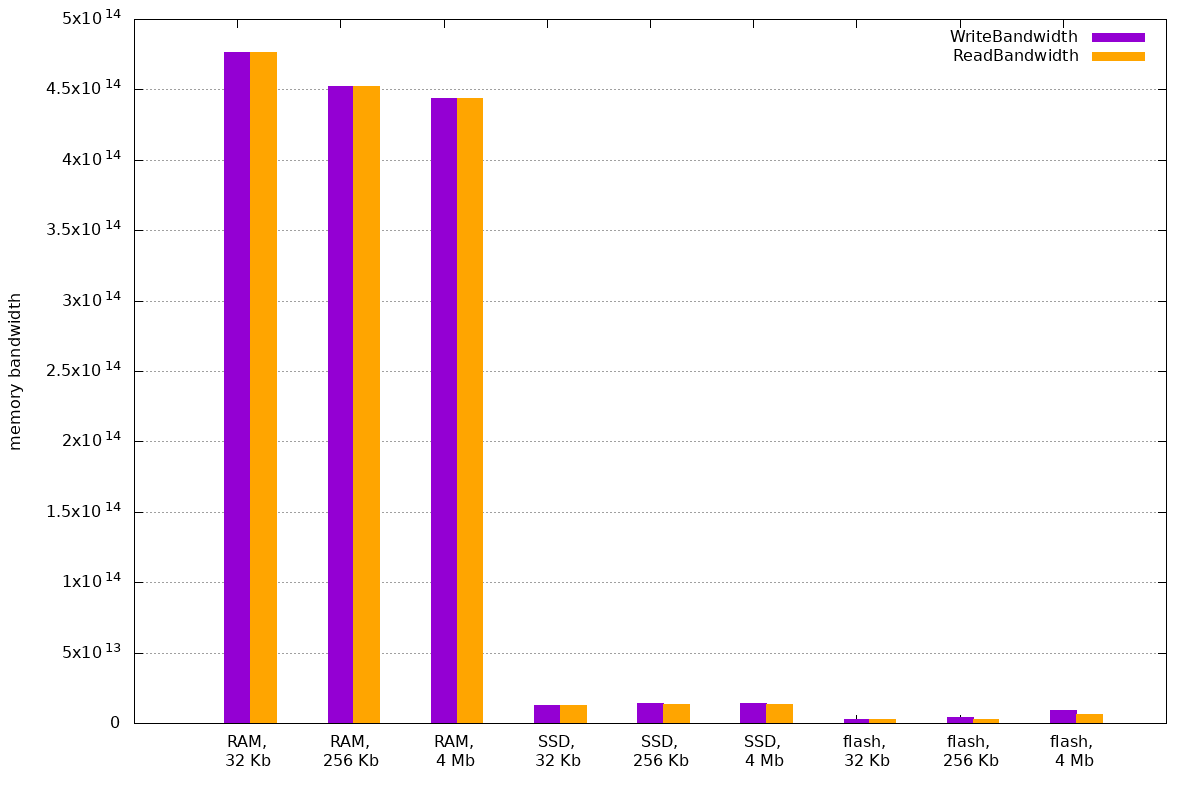 5x10 14
4.5x10 14
4x10 14
3.5x10 14
3x10 14
2.5x10 14
2x10 14
1.5x10 14
1x10 14
5x10 13
0
memory bandwidth
WriteBandwidth
ReadBandwidth
RAM,
32 Kb
RAM,
256 Kb
RAM,
4 Mb
SSD,
32 Kb
SSD,
256 Kb
SSD,
4 Mb
flash,
32 Kb
flash,
256 Kb
flash,
4 Mb